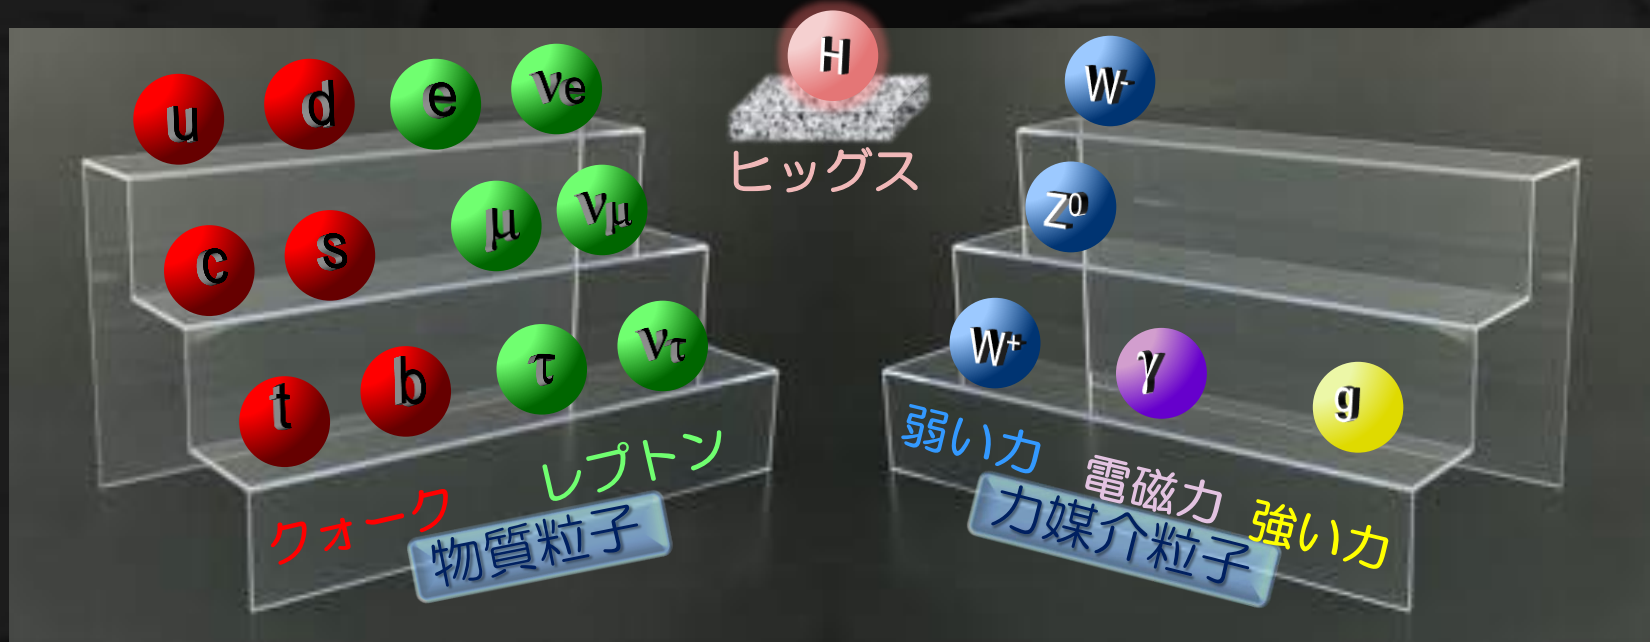 u d e νe
c s μ νμ
t b τ ντ
クォーク
レプトン
物質粒子
H
ヒッグス
W-
Z0
W+ γ g
弱い力
電磁力
強い力
力媒介粒子